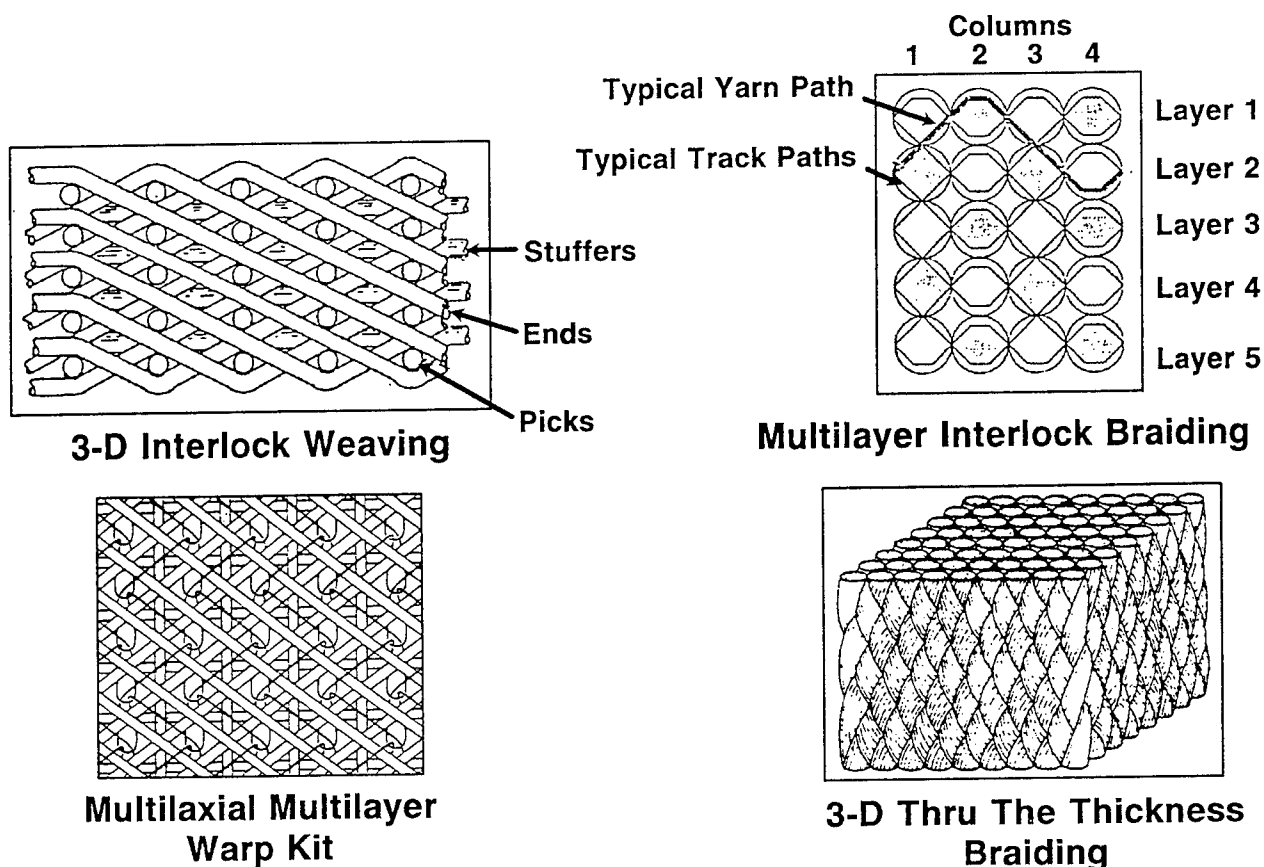 Columns
1 2 3 4
Typical Yarn Path
Typical Track Paths
Layer 1
Layer 2
Layer 3
Layer 4
Layer 5
Stuffers
Ends
Picks
3-D Interlock Weaving
Multilayer Interlock Braiding
Multilaxial Multilayer
Warp Kit
3-D Thru The Thickness
Braiding